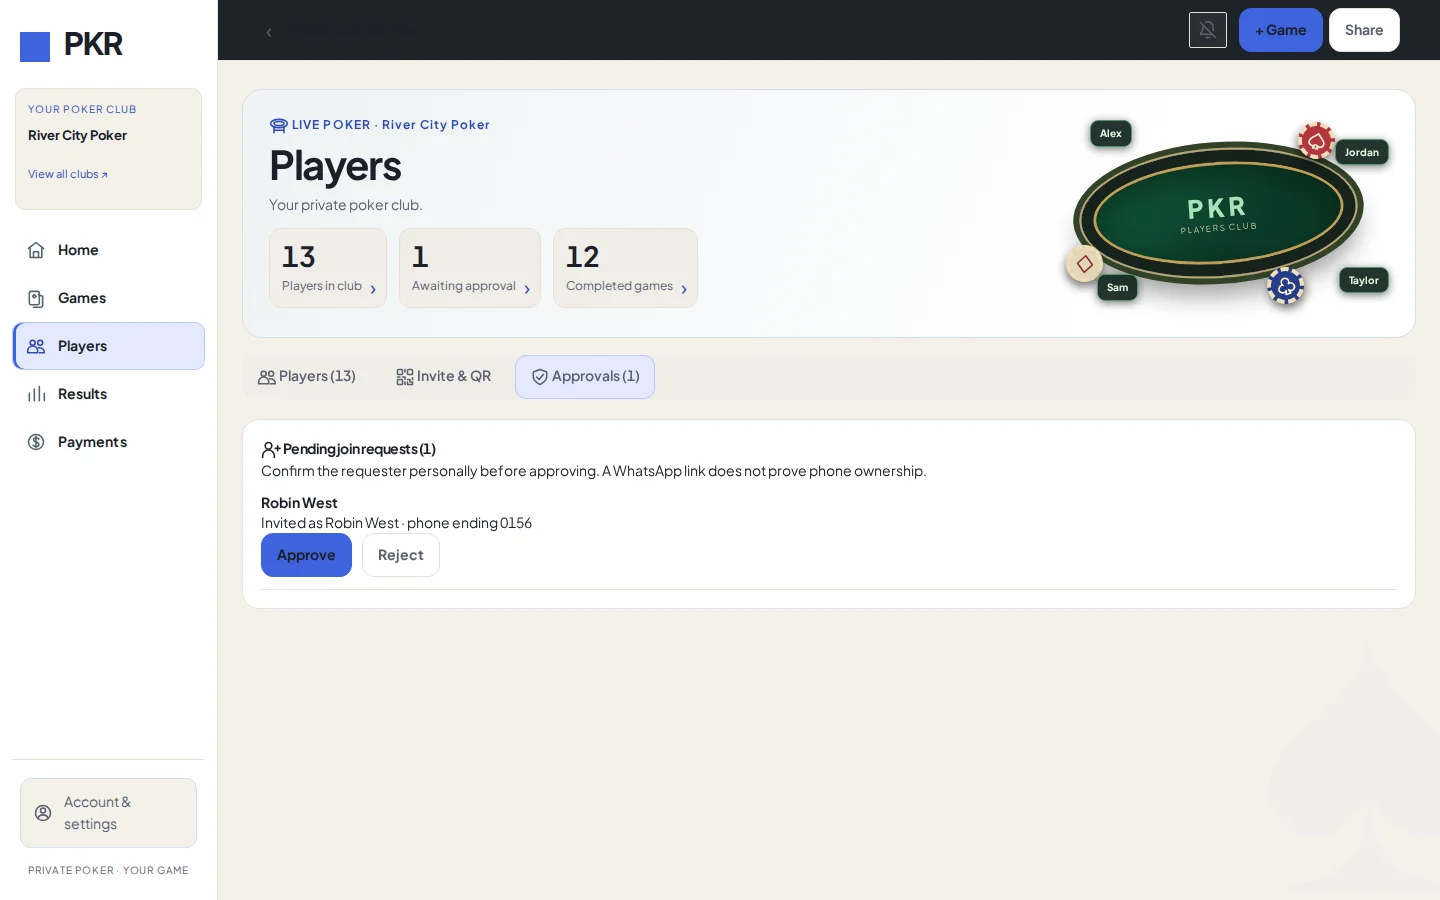 PKR
YOUR POKER CLUB
River City Poker
View all clubs ↗
Home
Games
Players
Results
Payments
Account &
settings
PRIVATE POKER · YOUR GAME
+ Game
Share
LIVE POKER · River City Poker
Players
Your private poker club.
13
Players in club ›
1
Awaiting approval ›
12
Completed games ›
Alex
Jordan
PKR
PLAYERS CLUB
Sam
Taylor
Players (13)
Invite & QR
Approvals (1)
Pending join requests (1)
Confirm the requester personally before approving. A WhatsApp link does not prove phone ownership.
Robin West
Invited as Robin West · phone ending 0156
Approve
Reject